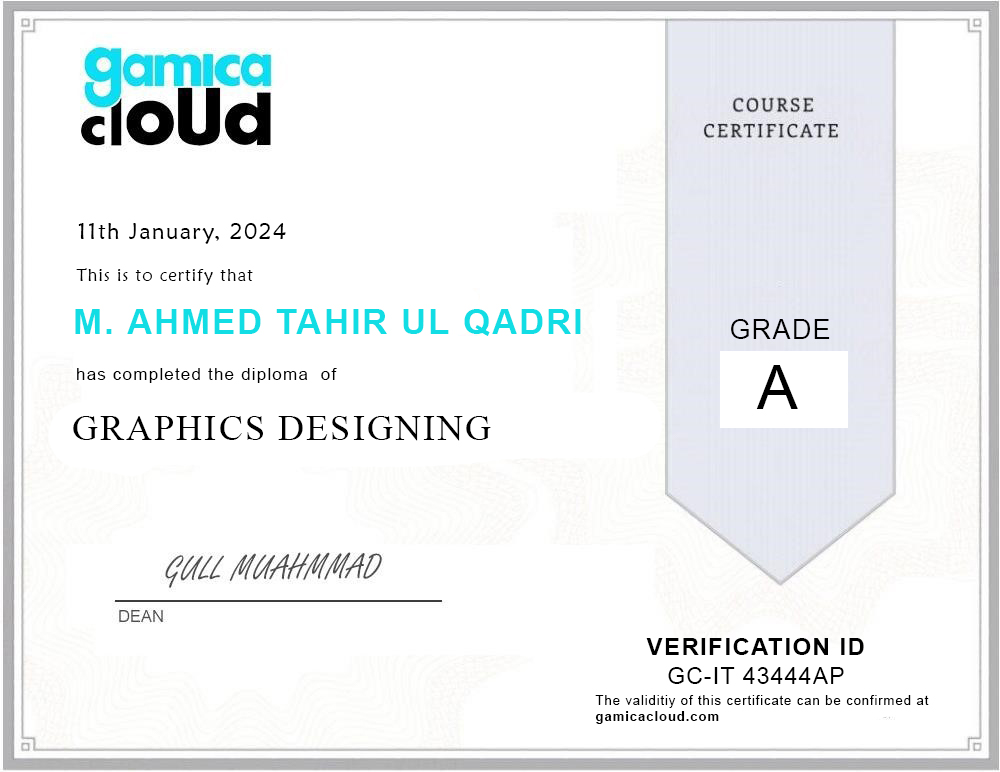 gamica
cloUd
COURSE
CERTIFICATE
11th January, 2024
This is to certify that
M. AHMED TAHIR UL QADRI
has completed the diploma of
GRAPHICS DESIGNING
GRADE
A
GULL MUAHMMAD
DEAN
VERIFICATION ID
GC-IT 43444AP
The validitiy of this certificate can be confirmed at
gamicacloud.com